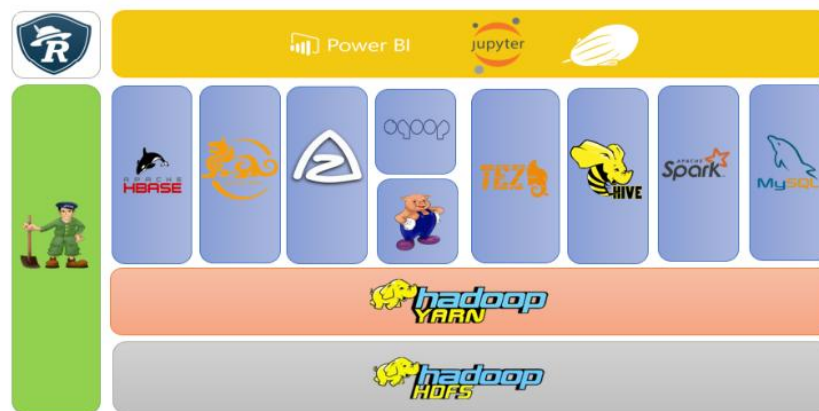 R
Power BI
jupyter
APACHE
HBASE
Z
sqoop
TEZ
HIVE
APACHE
Spark
MySQL
hadoop
YARN
hadoop
HDFS